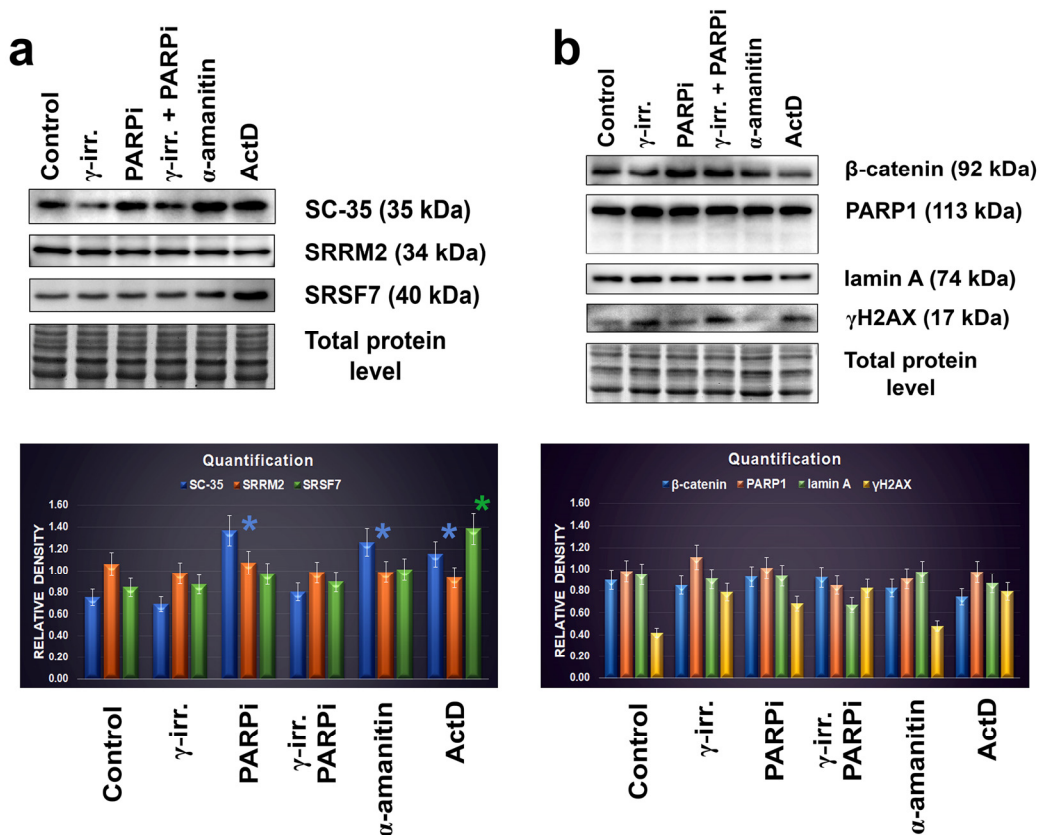 a
Control
γ-irr.
PARPi
γ-irr. + PARPi
α-amanitin
ActD
SC-35 (35 kDa)
SRRM2 (34 kDa)
SRSF7 (40 kDa)
Total protein
level
Quantification
SC-35 SRRM2 SRSF7
RELATIVE DENSITY
1.60
1.40
1.20
1.00
0.80
0.60
0.40
0.20
0.00
* * * *
Control
γ-irr.
PARPi
γ-irr.
PARPi
α-amanitin
ActD
b
Control
γ-irr.
PARPi
γ-irr. + PARPi
α-amanitin
ActD
β-catenin (92 kDa)
PARP1 (113 kDa)
lamin A (74 kDa)
γH2AX (17 kDa)
Total protein
level
Quantification
β-catenin PARP1 lamin A γH2AX
RELATIVE DENSITY
1.60
1.40
1.20
1.00
0.80
0.60
0.40
0.20
0.00
Control
γ-irr.
PARPi
γ-irr.
PARPi
α-amanitin
ActD